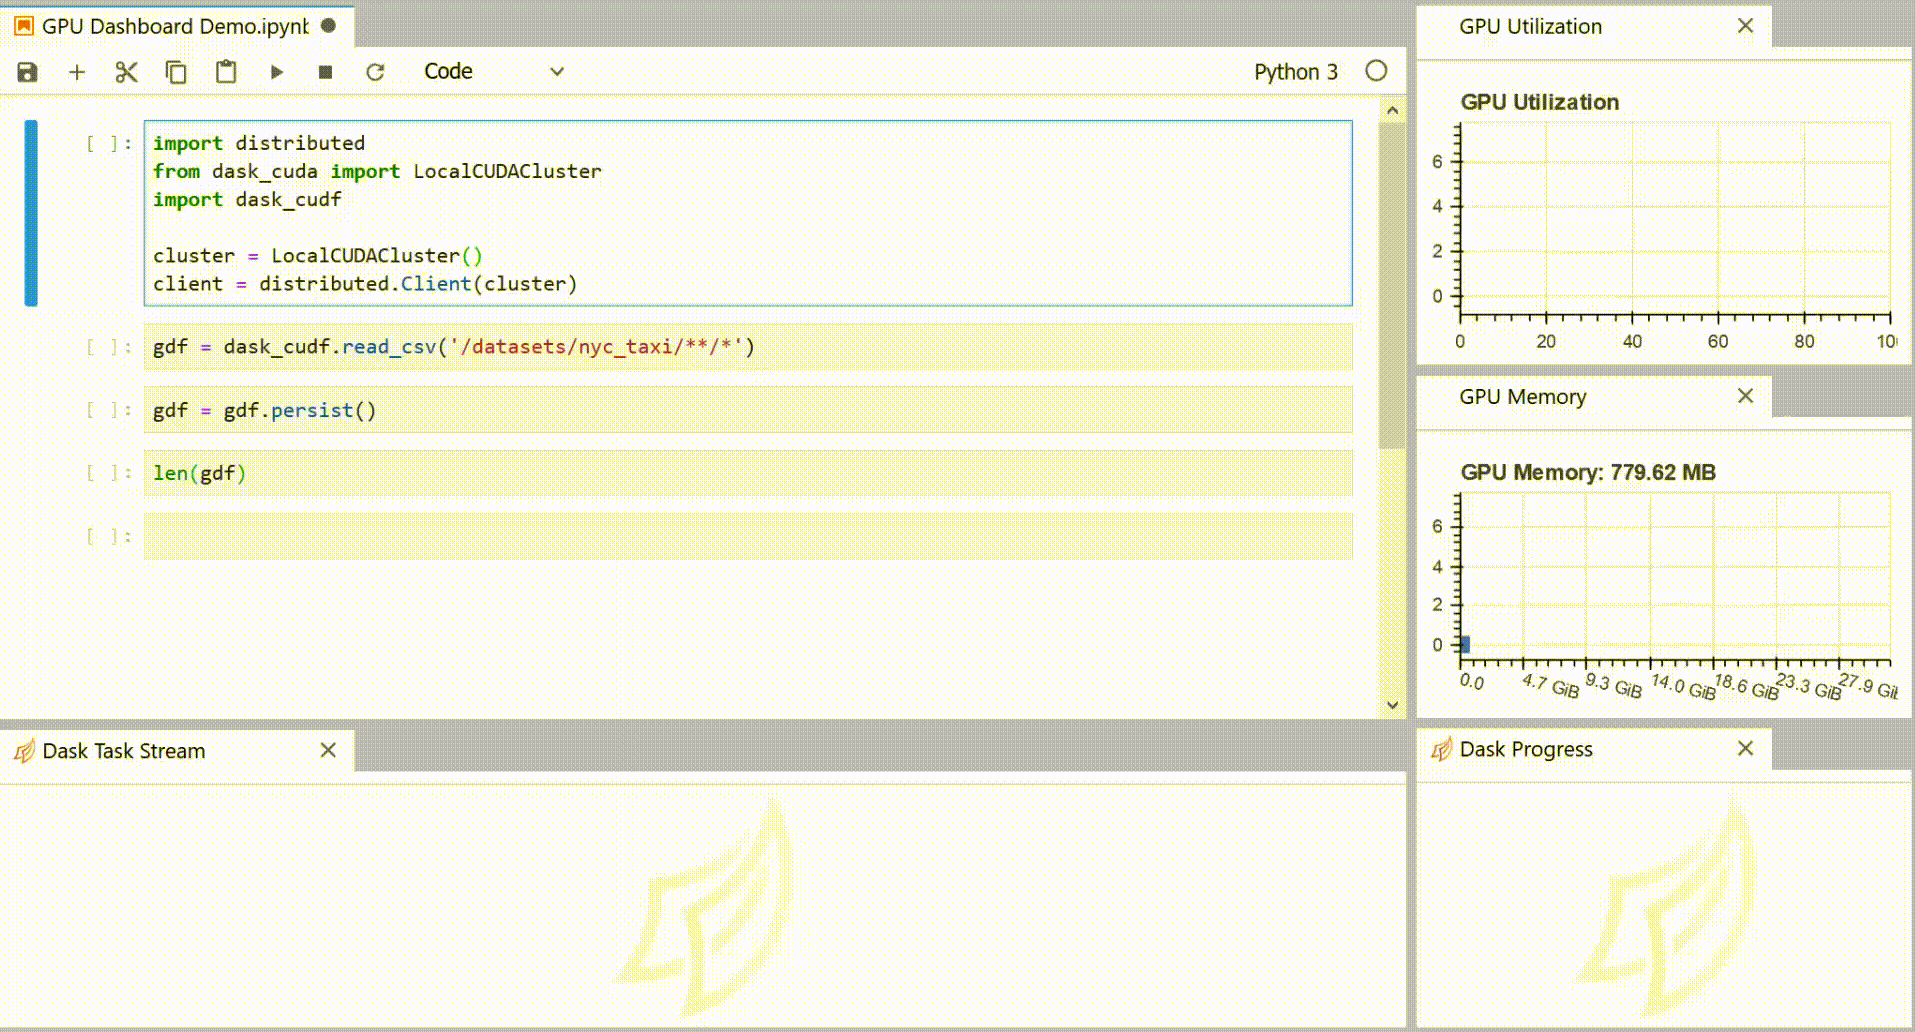 GPU Dashboard Demo.ipynb
Code
Python 3
[ ]: import distributed
from dask_cuda import LocalCUDACluster
import dask_cudf
cluster = LocalCUDACluster()
client = distributed.Client(cluster)
[ ]: gdf = dask_cudf.read_csv('/datasets/nyc_taxi/**/*')
[ ]: gdf = gdf.persist()
[ ]: len(gdf)
[ ]:
GPU Utilization
GPU Utilization
6
4
2
0
0 20 40 60 80 10
GPU Memory
GPU Memory: 779.62 MB
6
4
2
0
0.0 4.7 GiB 9.3 GiB 14.0 GiB 18.6 GiB 23.3 GiB 27.9 GiB
Dask Task Stream
Dask Progress